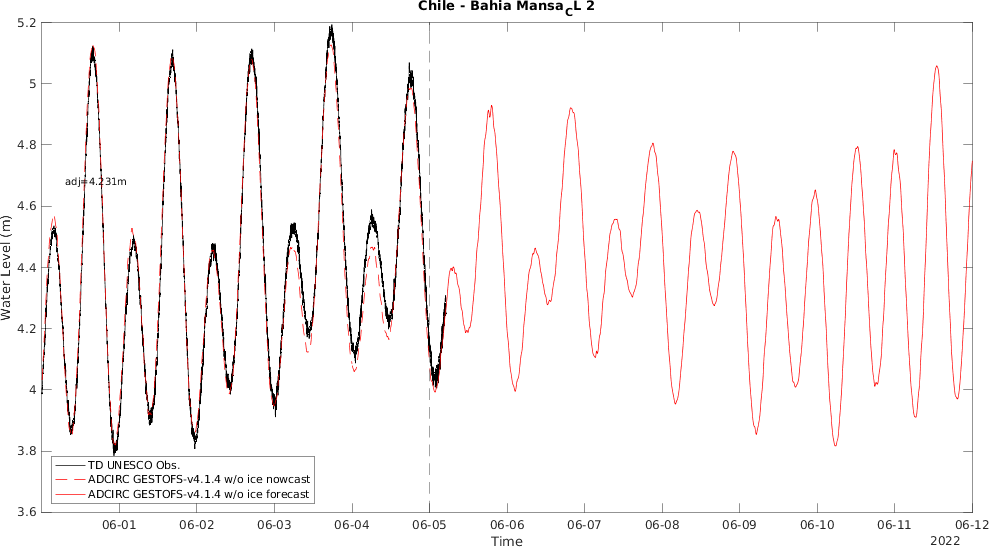 Chile - Bahia MansaCL 2
5.2
5
4.8
4.6
4.4
4.2
4
3.8
3.6
Water Level (m)
adj=4.231m
TD UNESCO Obs.
ADCIRC GESTOFS-v4.1.4 w/o ice nowcast
ADCIRC GESTOFS-v4.1.4 w/o ice forecast
06-01 06-02 06-03 06-04 06-05 06-06 06-07 06-08 06-09 06-10 06-11 06-12
Time
2022